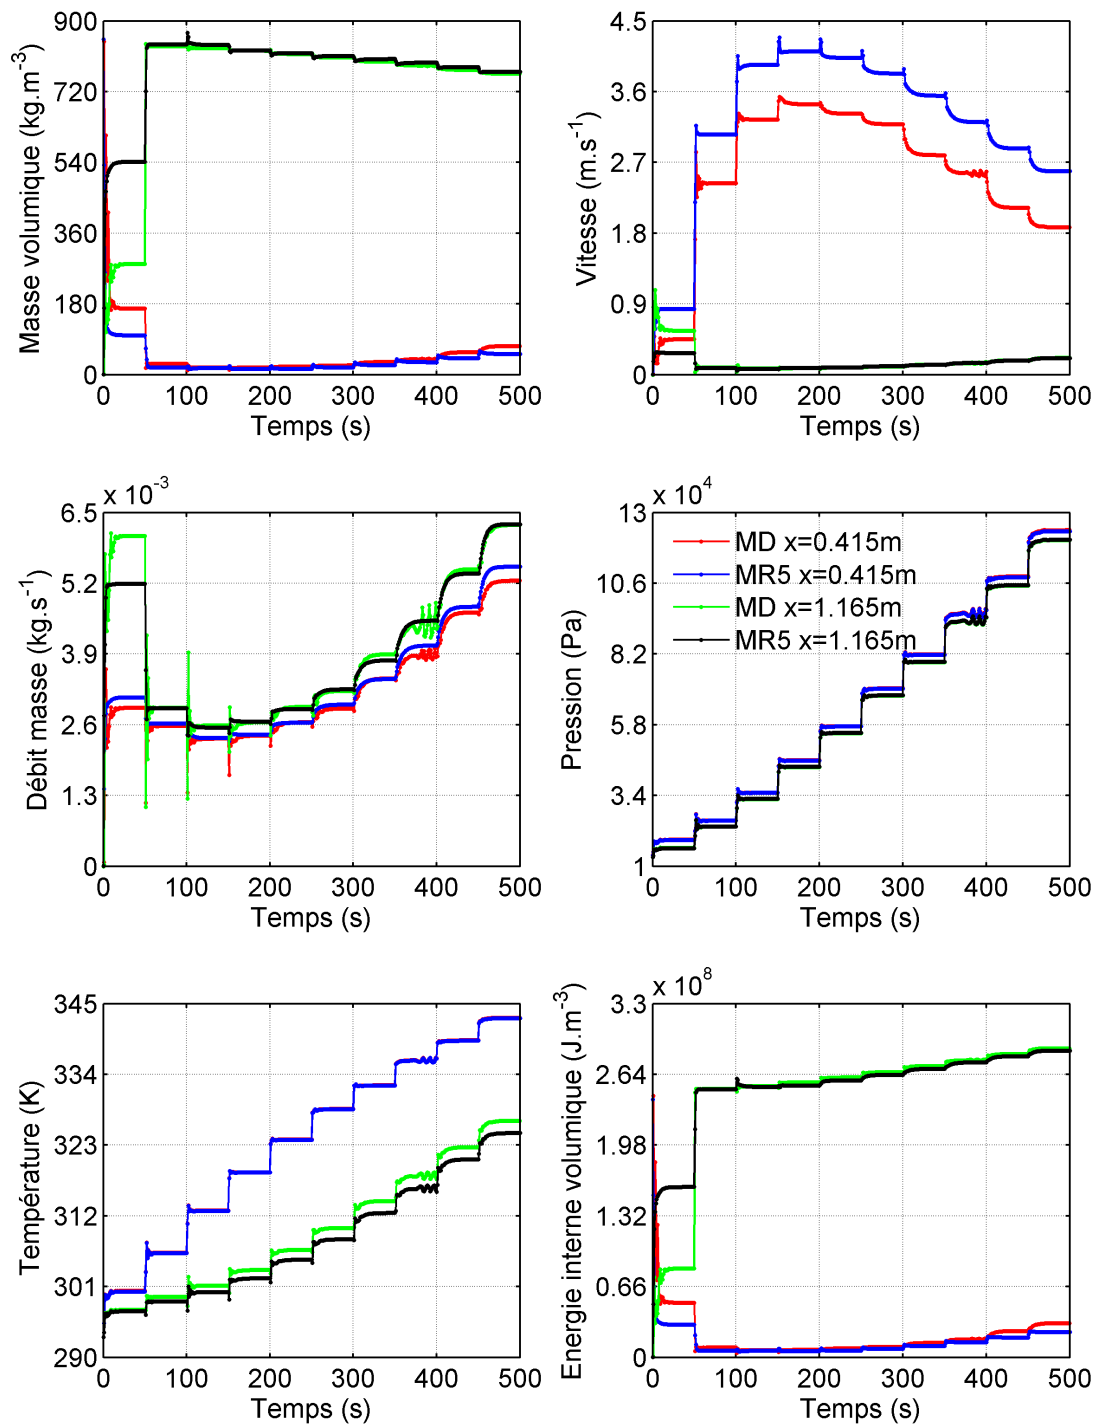 Masse volumique (kg.m-3)
900
720
540
360
180
0
0 100 200 300 400 500
Temps (s)
Vitesse (m.s-1)
4.5
3.6
2.7
1.8
0.9
0
0 100 200 300 400 500
Temps (s)
Débit masse (kg.s-1)
x 10-3
6.5
5.2
3.9
2.6
1.3
0
0 100 200 300 400 500
Temps (s)
Pression (Pa)
x 104
13
10.6
8.2
5.8
3.4
1
MD x=0.415m
MR5 x=0.415m
MD x=1.165m
MR5 x=1.165m
0 100 200 300 400 500
Temps (s)
Température (K)
345
334
323
312
301
290
0 100 200 300 400 500
Temps (s)
Energie interne volumique (J.m-3)
x 108
3.3
2.64
1.98
1.32
0.66
0
0 100 200 300 400 500
Temps (s)